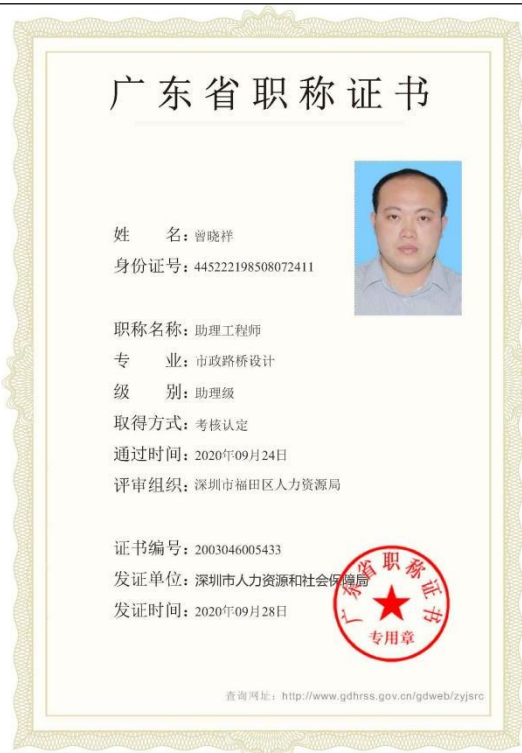 广东省职称证书
姓 名：曾晓祥
身份证号：445222198508072411
职称名称：助理工程师
专 业：市政路桥设计
级 别：助理级
取得方式：考核认定
通过时间：2020年09月24日
评审组织：深圳市福田区人力资源局
证书编号：2003046005433
发证单位：深圳市人力资源和社会保障局
发证时间：2020年09月28日
广东省职称证书
专用章
查询网址：http://www.gdhrss.gov.cn/gdweb/zyjsrc